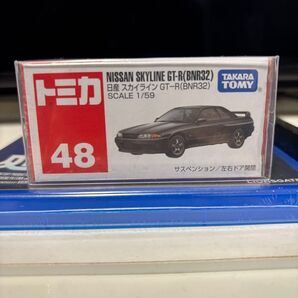 トミカ
48
NISSAN SKYLINE GT-R(BNR32)
日産 スカイライン GT-R(BNR32)
SCALE 1/59
TAKARA
TOMY
サスペンション/左右ドア開閉
LIONSGATE